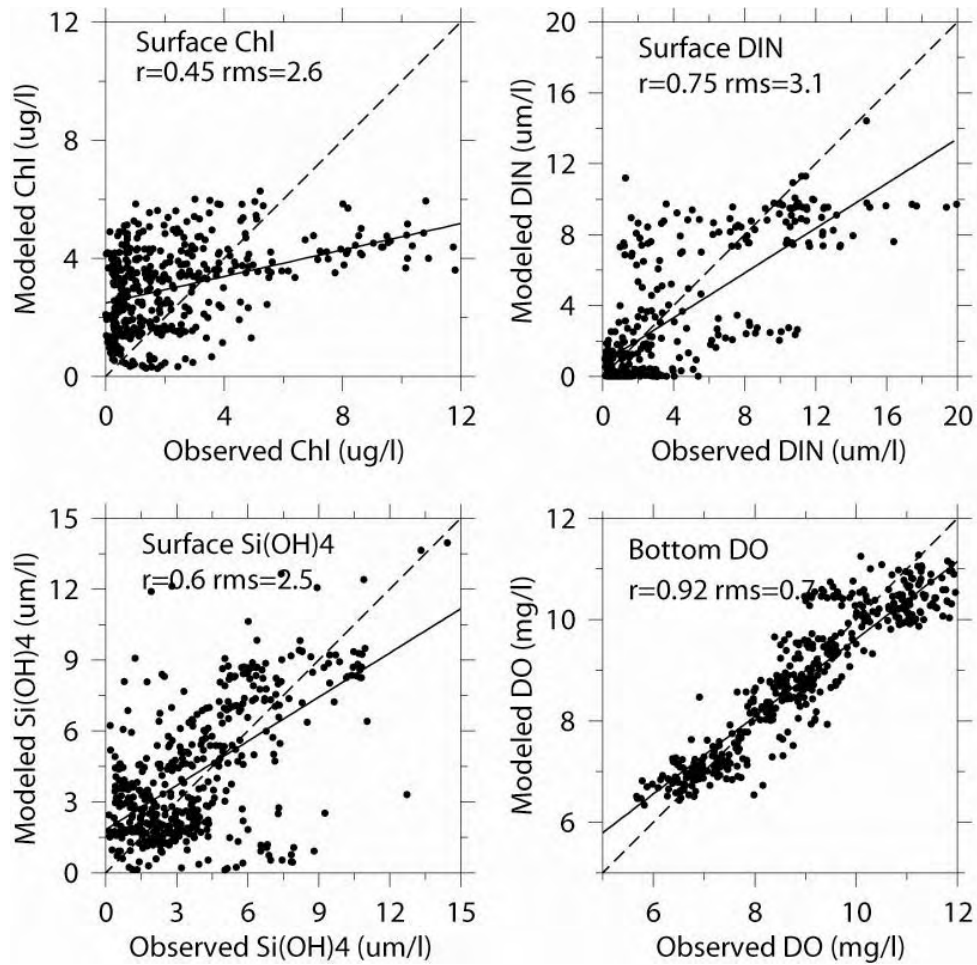 12
Surface Chl
r=0.45 rms=2.6
8
4
0
Modeled Chl (ug/l)
0 4 8 12
Observed Chl (ug/l)
20
Surface DIN
r=0.75 rms=3.1
16
12
8
4
0
Modeled DIN (um/l)
0 4 8 12 16 20
Observed DIN (um/l)
15
Surface Si(OH)4
r=0.6 rms=2.5
12
9
6
3
0
Modeled Si(OH)4 (um/l)
0 3 6 9 12 15
Observed Si(OH)4 (um/l)
12
Bottom DO
r=0.92 rms=0.7
10
8
6
Modeled DO (mg/l)
6 8 10 12
Observed DO (mg/l)